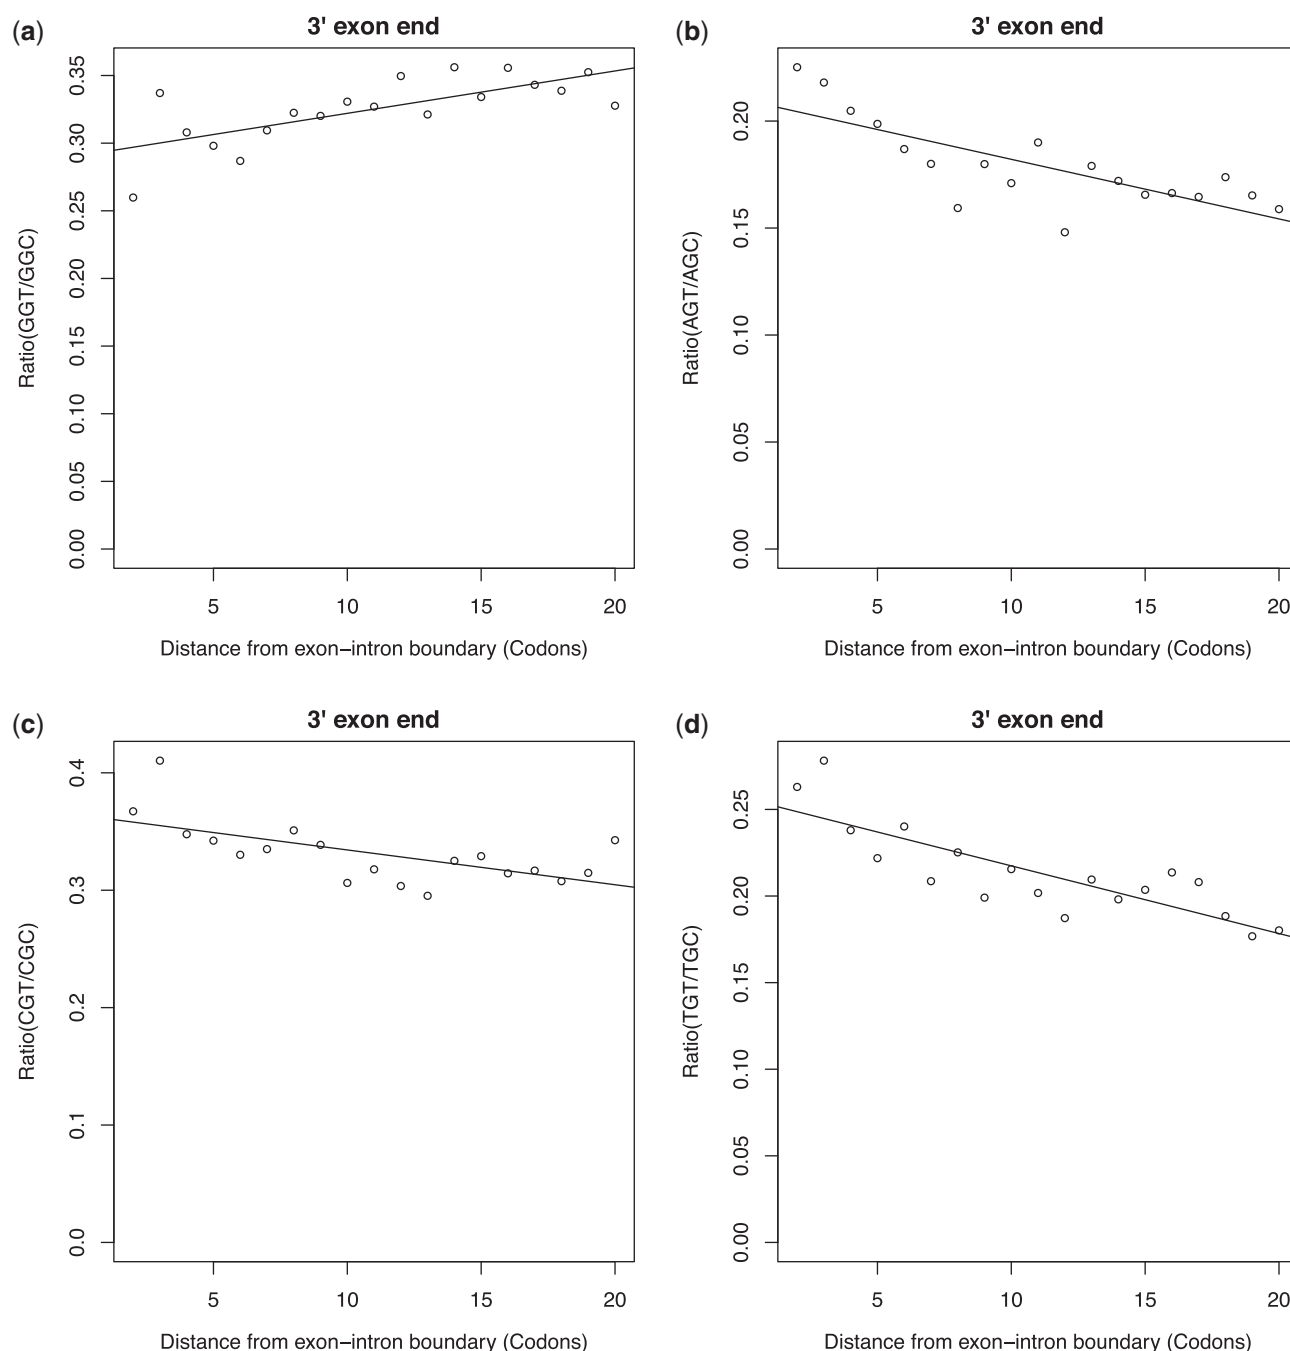 (a)
3' exon end
Ratio(GGT/GGC)
0.35
0.30
0.25
0.20
0.15
0.10
0.05
0.00
5 10 15 20
Distance from exon−intron boundary (Codons)
(b)
3' exon end
Ratio(AGT/AGC)
0.20
0.15
0.10
0.05
0.00
5 10 15 20
Distance from exon−intron boundary (Codons)
(c)
3' exon end
Ratio(CGT/CGC)
0.4
0.3
0.2
0.1
0.0
5 10 15 20
Distance from exon−intron boundary (Codons)
(d)
3' exon end
Ratio(TGT/TGC)
0.25
0.20
0.15
0.10
0.05
0.00
5 10 15 20
Distance from exon−intron boundary (Codons)